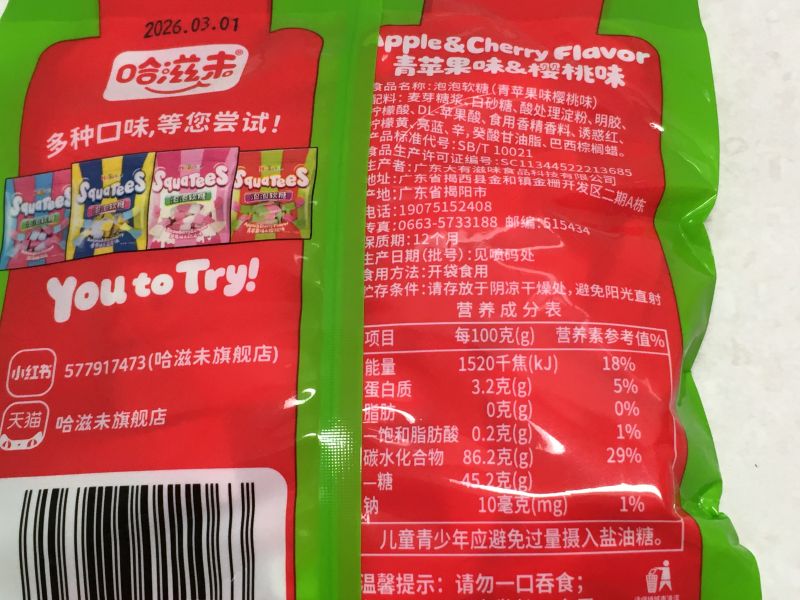 2026.03.01
哈滋未
多种口味,等您尝试!
SquaTeeS
SquaTeeS
SquaTeeS
SquaTeeS
You to Try!
小红书
577917473(哈滋未旗舰店)
天猫
哈滋未旗舰店
Apple&Cherry Flavor
青苹果味&樱桃味
食品名称:泡泡软糖(青苹果味樱桃味)
配料:麦芽糖浆、白砂糖、酸处理淀粉、明胶、
柠檬酸、DL-苹果酸、食用香精香料、诱惑红、
柠檬黄、亮蓝、辛,癸酸甘油脂、巴西棕榈蜡。
产品标准代号:SB/T 10021
食品生产许可证编号:SC11344522213685
生产者:广东天有滋味食品科技有限公司
地址:广东省揭西县金和镇金栅开发区二期A栋
产地:广东省揭阳市
电话:19075152408
传真:0663-5733188 邮编:515434
保质期:12个月
生产日期(批号):见喷码处
食用方法:开袋食用
贮存条件:请存放于阴凉干燥处,避免阳光直射
营养成分表
项目 每100克(g) 营养素参考值%
能量 1520千焦(kJ) 18%
蛋白质 3.2克(g) 5%
脂肪 0克(g) 0%
—饱和脂肪酸 0.2克(g) 1%
碳水化合物 86.2克(g) 29%
—糖 45.2克(g)
钠 10毫克(mg) 1%
儿童青少年应避免过量摄入盐油糖。
温馨提示:请勿一口吞食;